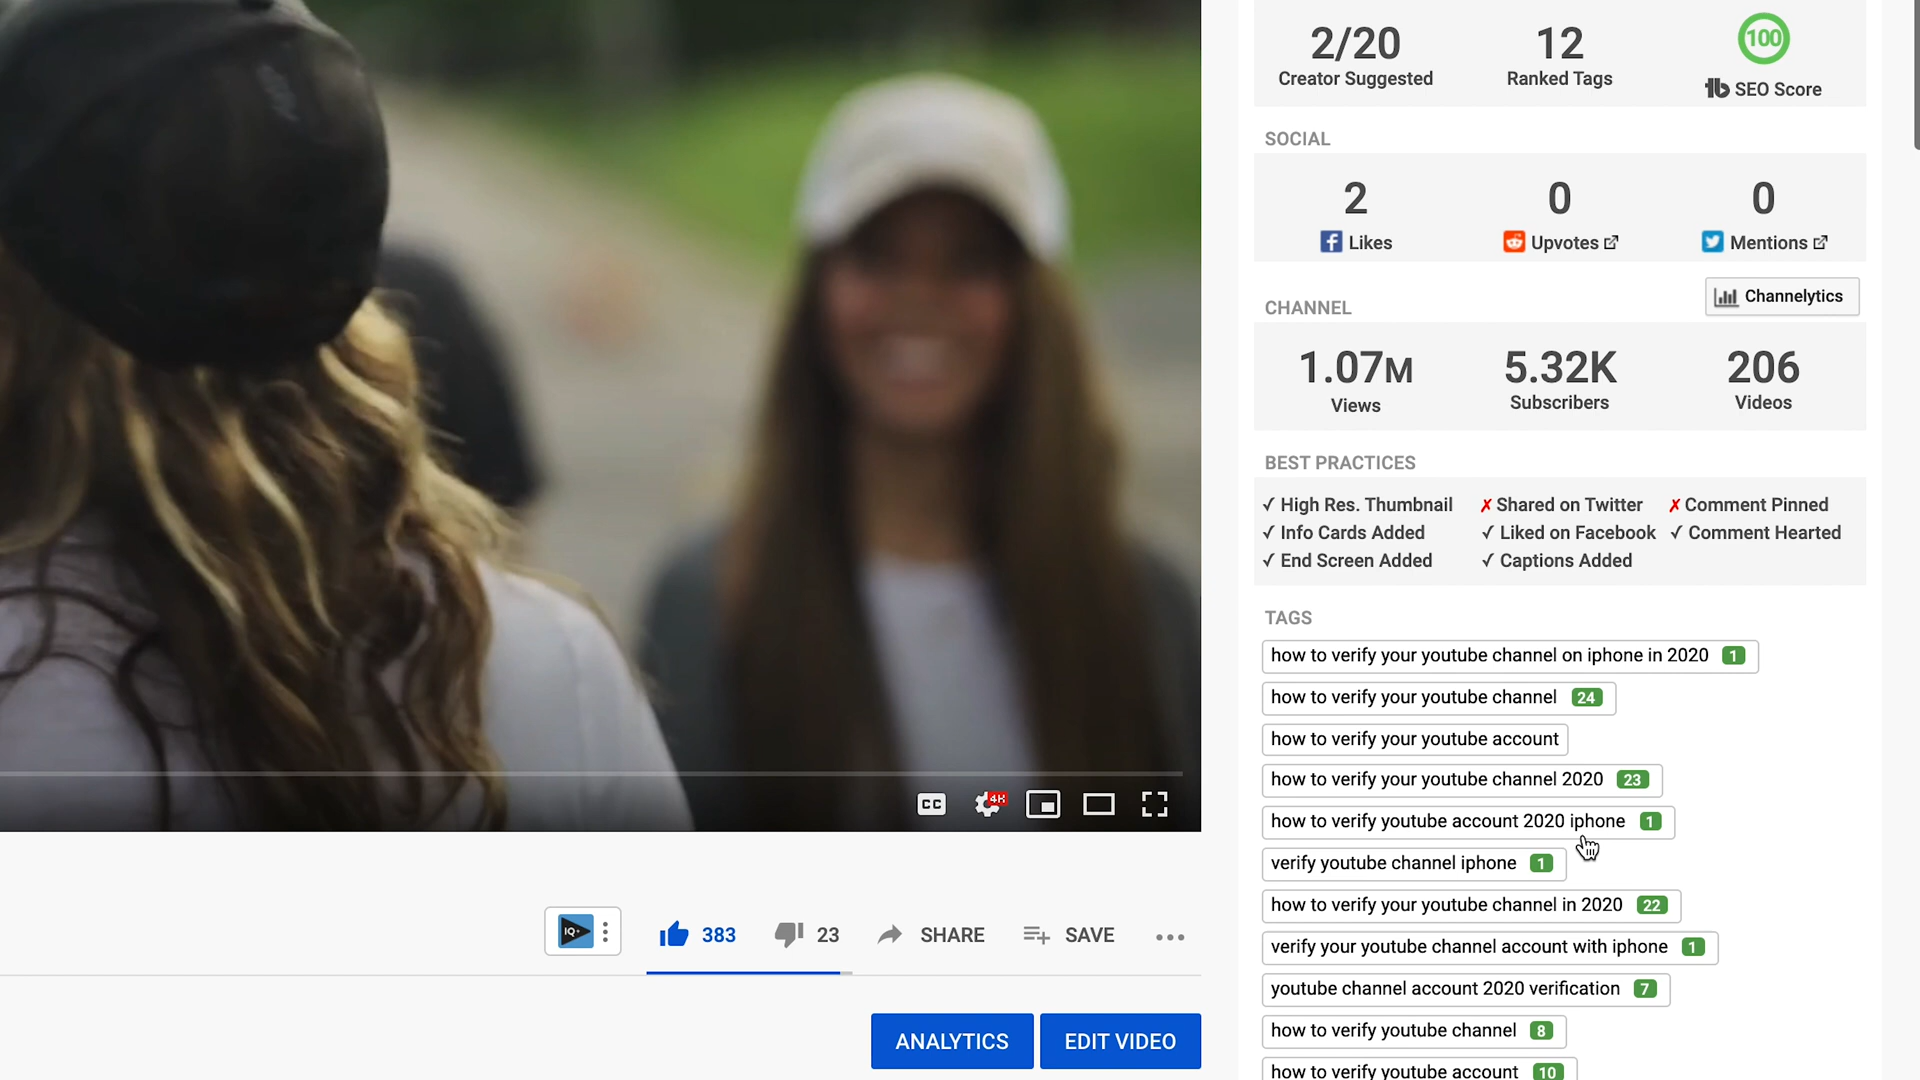 2/20 12 100
Creator Suggested Ranked Tags tb SEO Score
SOCIAL
2 0 0
Likes Upvotes Mentions
Channelytics
CHANNEL
1.07M 5.32K 206
Views Subscribers Videos
BEST PRACTICES
✓ High Res. Thumbnail ✗ Shared on Twitter ✗ Comment Pinned
✓ Info Cards Added ✓ Liked on Facebook ✓ Comment Hearted
✓ End Screen Added ✓ Captions Added
TAGS
how to verify your youtube channel on iphone in 2020 1
how to verify your youtube channel 24
how to verify your youtube account
how to verify your youtube channel 2020 23
how to verify youtube account 2020 iphone 1
verify youtube channel iphone 1
how to verify your youtube channel in 2020 22
verify your youtube channel account with iphone 1
youtube channel account 2020 verification 7
how to verify youtube channel 8
how to verify youtube account 10
CC 4K
IQ+ 383 23 SHARE SAVE
ANALYTICS EDIT VIDEO